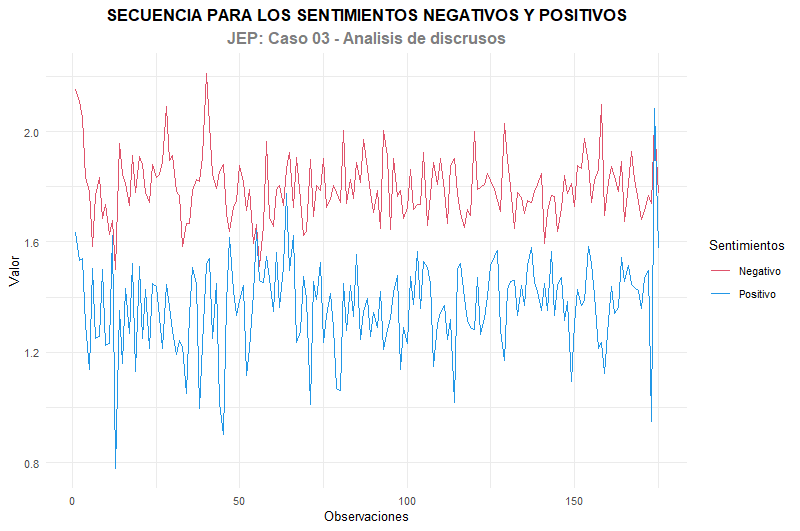 SECUENCIA PARA LOS SENTIMIENTOS NEGATIVOS Y POSITIVOS
JEP: Caso 03 - Analisis de discrusos
Valor
2.0
1.6
1.2
0.8
0
50
100
150
Observaciones
Sentimientos
Negativo
Positivo